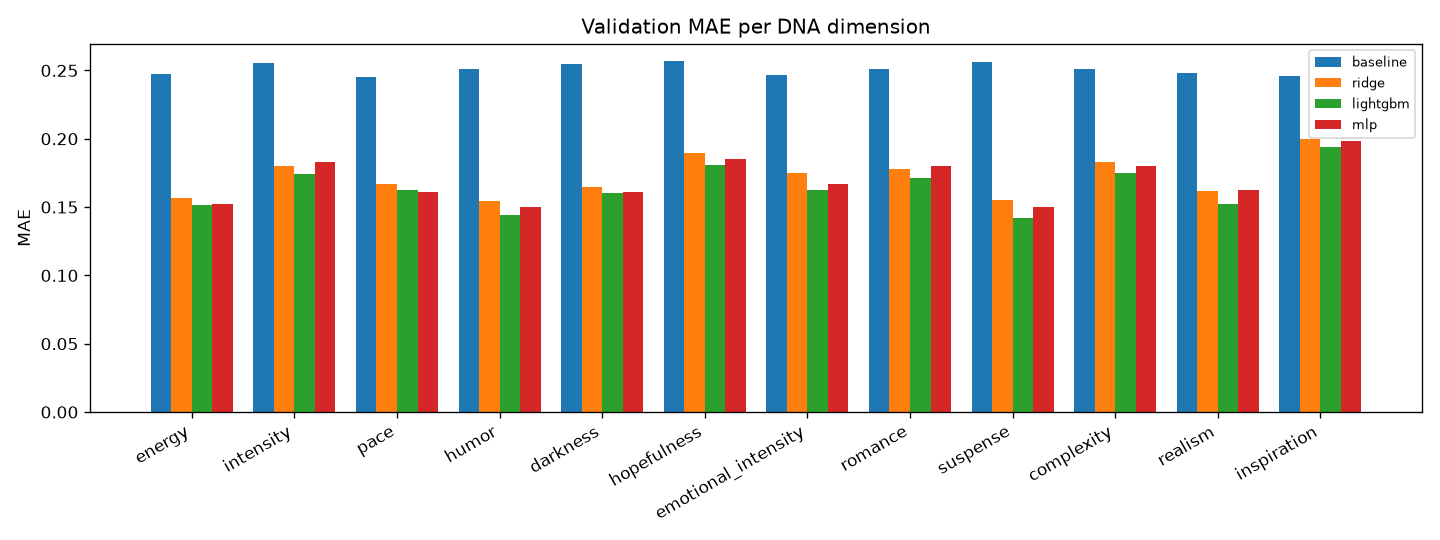 Validation MAE per DNA dimension
MAE
0.25
0.20
0.15
0.10
0.05
0.00
baseline
ridge
lightgbm
mlp
energy
intensity
pace
humor
darkness
hopefulness
emotional_intensity
romance
suspense
complexity
realism
inspiration